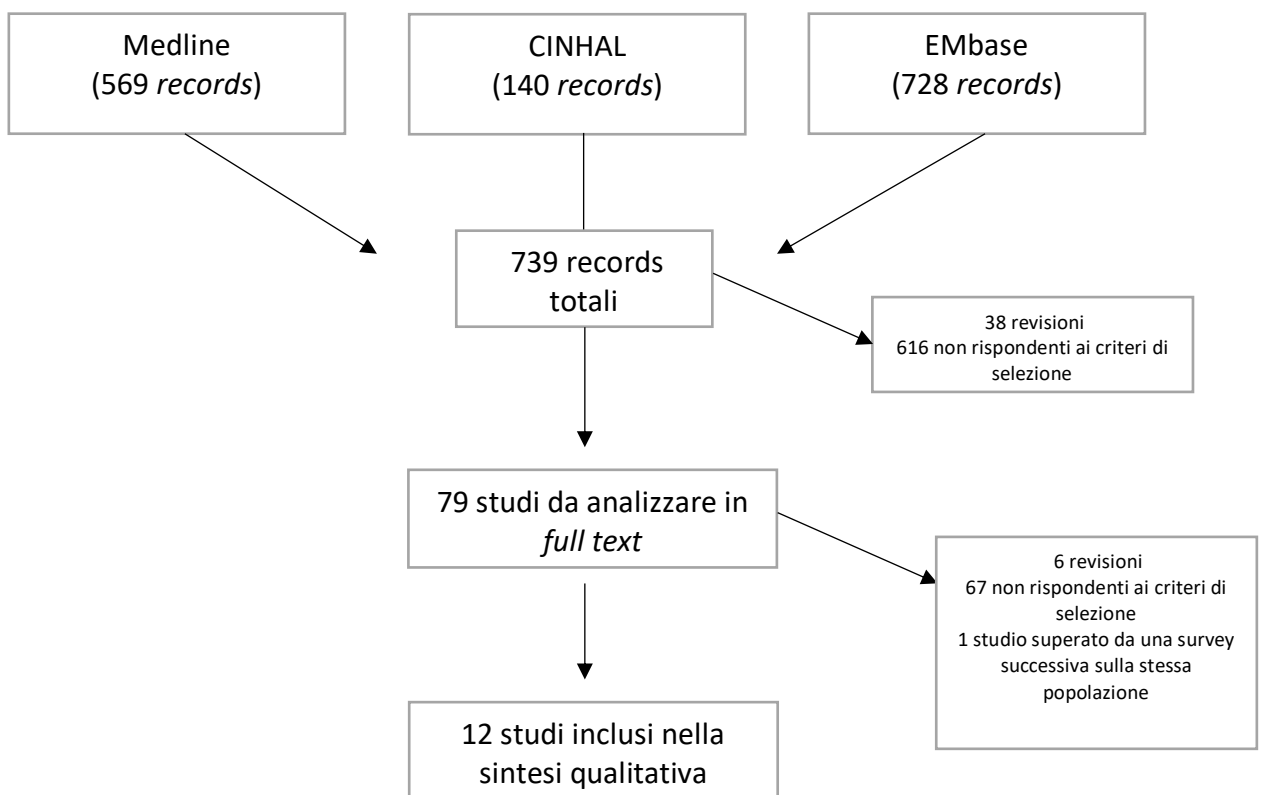 Medline
(569 records)
CINHAL
(140 records)
EMbase
(728 records)
739 records
totali
38 revisioni
616 non rispondenti ai criteri di
selezione
79 studi da analizzare in
full text
6 revisioni
67 non rispondenti ai criteri di
selezione
1 studio superato da una survey
successiva sulla stessa
popolazione
12 studi inclusi nella
sintesi qualitativa